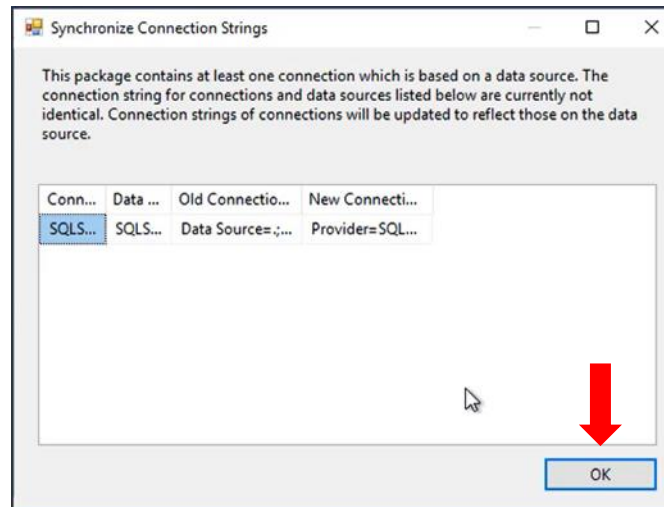 Synchronize Connection Strings
This package contains at least one connection which is based on a data source. The
connection string for connections and data sources listed below are currently not
identical. Connection strings of connections will be updated to reflect those on the data
source.
Conn... Data ... Old Connectio... New Connecti...
SQLS... SQLS... Data Source=.;... Provider=SQL...
OK